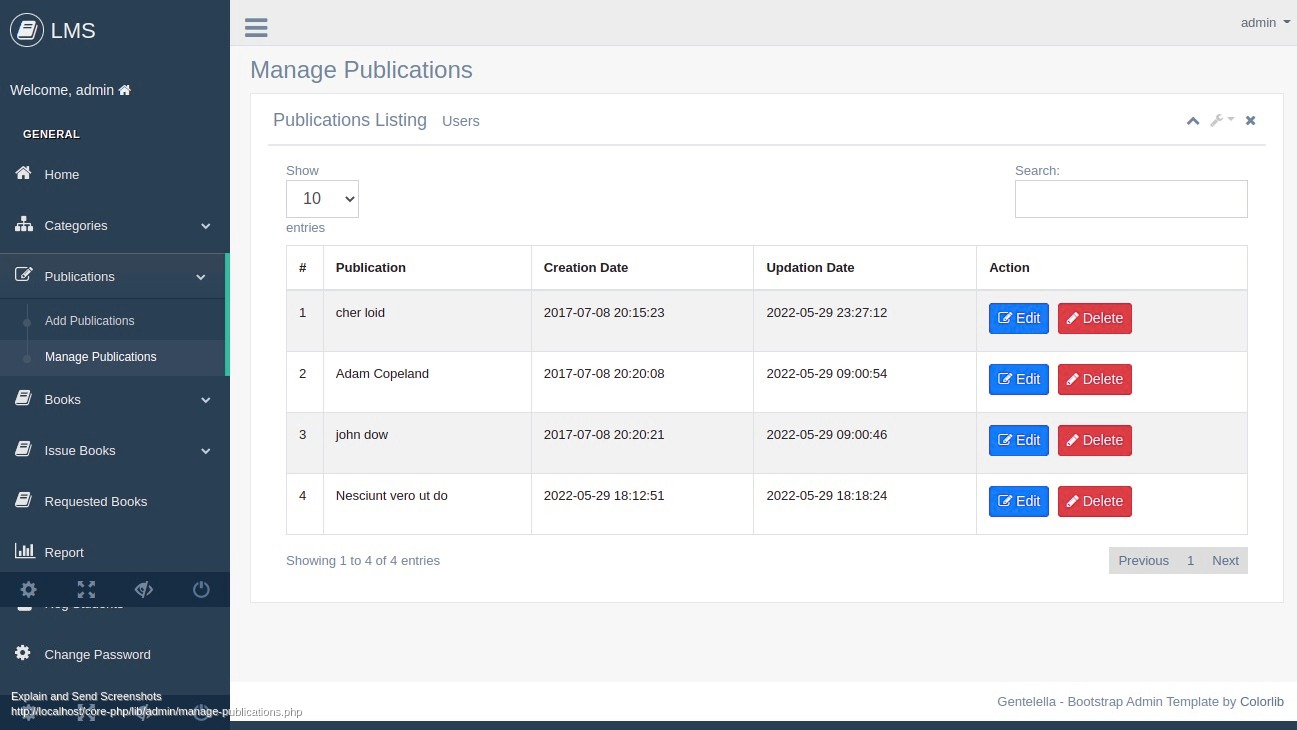 LMS
admin
Welcome, admin
GENERAL
Home
Categories
Publications
Add Publications
Manage Publications
Books
Issue Books
Requested Books
Report
Reg Students
Change Password
Explain and Send Screenshots
http://localhost/core-php/lib/admin/manage-publications.php
Manage Publications
Publications Listing Users
Show
10
entries
Search:
# Publication Creation Date Updation Date Action
1 cher loid 2017-07-08 20:15:23 2022-05-29 23:27:12 Edit Delete
2 Adam Copeland 2017-07-08 20:20:08 2022-05-29 09:00:54 Edit Delete
3 john dow 2017-07-08 20:20:21 2022-05-29 09:00:46 Edit Delete
4 Nesciunt vero ut do 2022-05-29 18:12:51 2022-05-29 18:18:24 Edit Delete
Showing 1 to 4 of 4 entries
Previous 1 Next
Gentelella - Bootstrap Admin Template by Colorlib